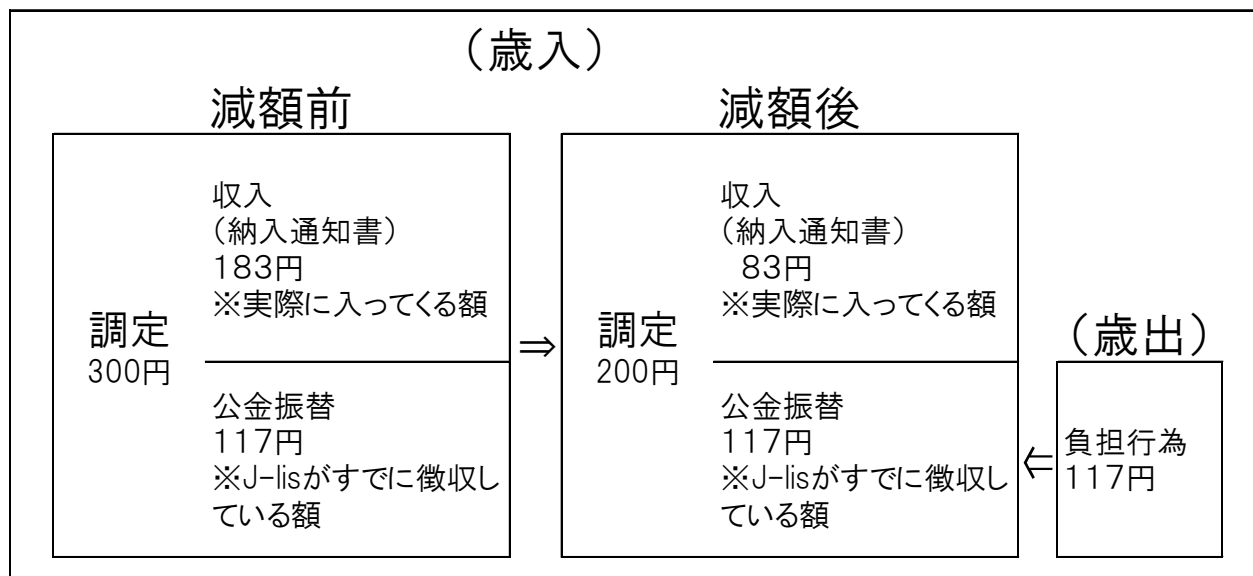 （歳入）
減額前
調定
300円
収入
（納入通知書）
183円
※実際に入ってくる額
公金振替
117円
※J-lisがすでに徴収し
ている額
⇒
減額後
調定
200円
収入
（納入通知書）
83円
※実際に入ってくる額
公金振替
117円
※J-lisがすでに徴収し
ている額
⇐
（歳出）
負担行為
117円